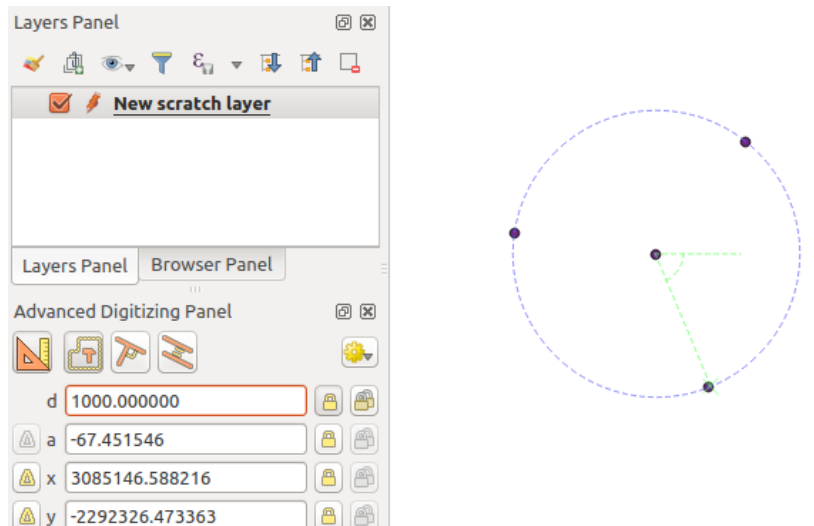 Layers Panel
ε
New scratch layer
Layers Panel
Browser Panel
Advanced Digitizing Panel
d 1000.000000
a -67.451546
x 3085146.588216
y -2292326.473363